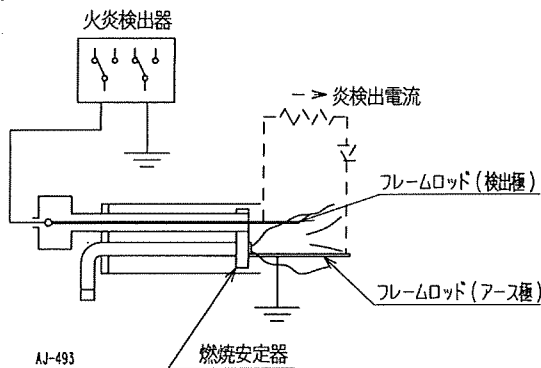 火炎検出器
炎検出電流
フレームロッド(検出極)
フレームロッド(アース極)
燃焼安定器
AJ-493